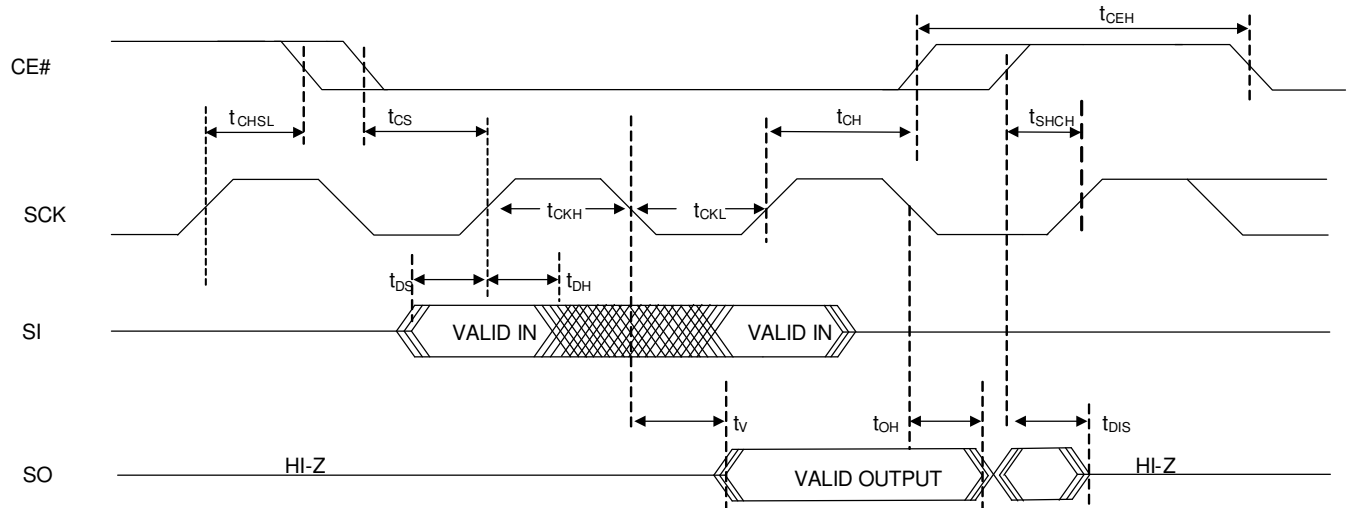 tCEH
CE#
tCHSL
tCS
tCH
tSHCH
SCK
tCKH
tCKL
tDS
tDH
SI
VALID IN
VALID IN
tV
tOH
tDIS
SO
HI-Z
VALID OUTPUT
HI-Z